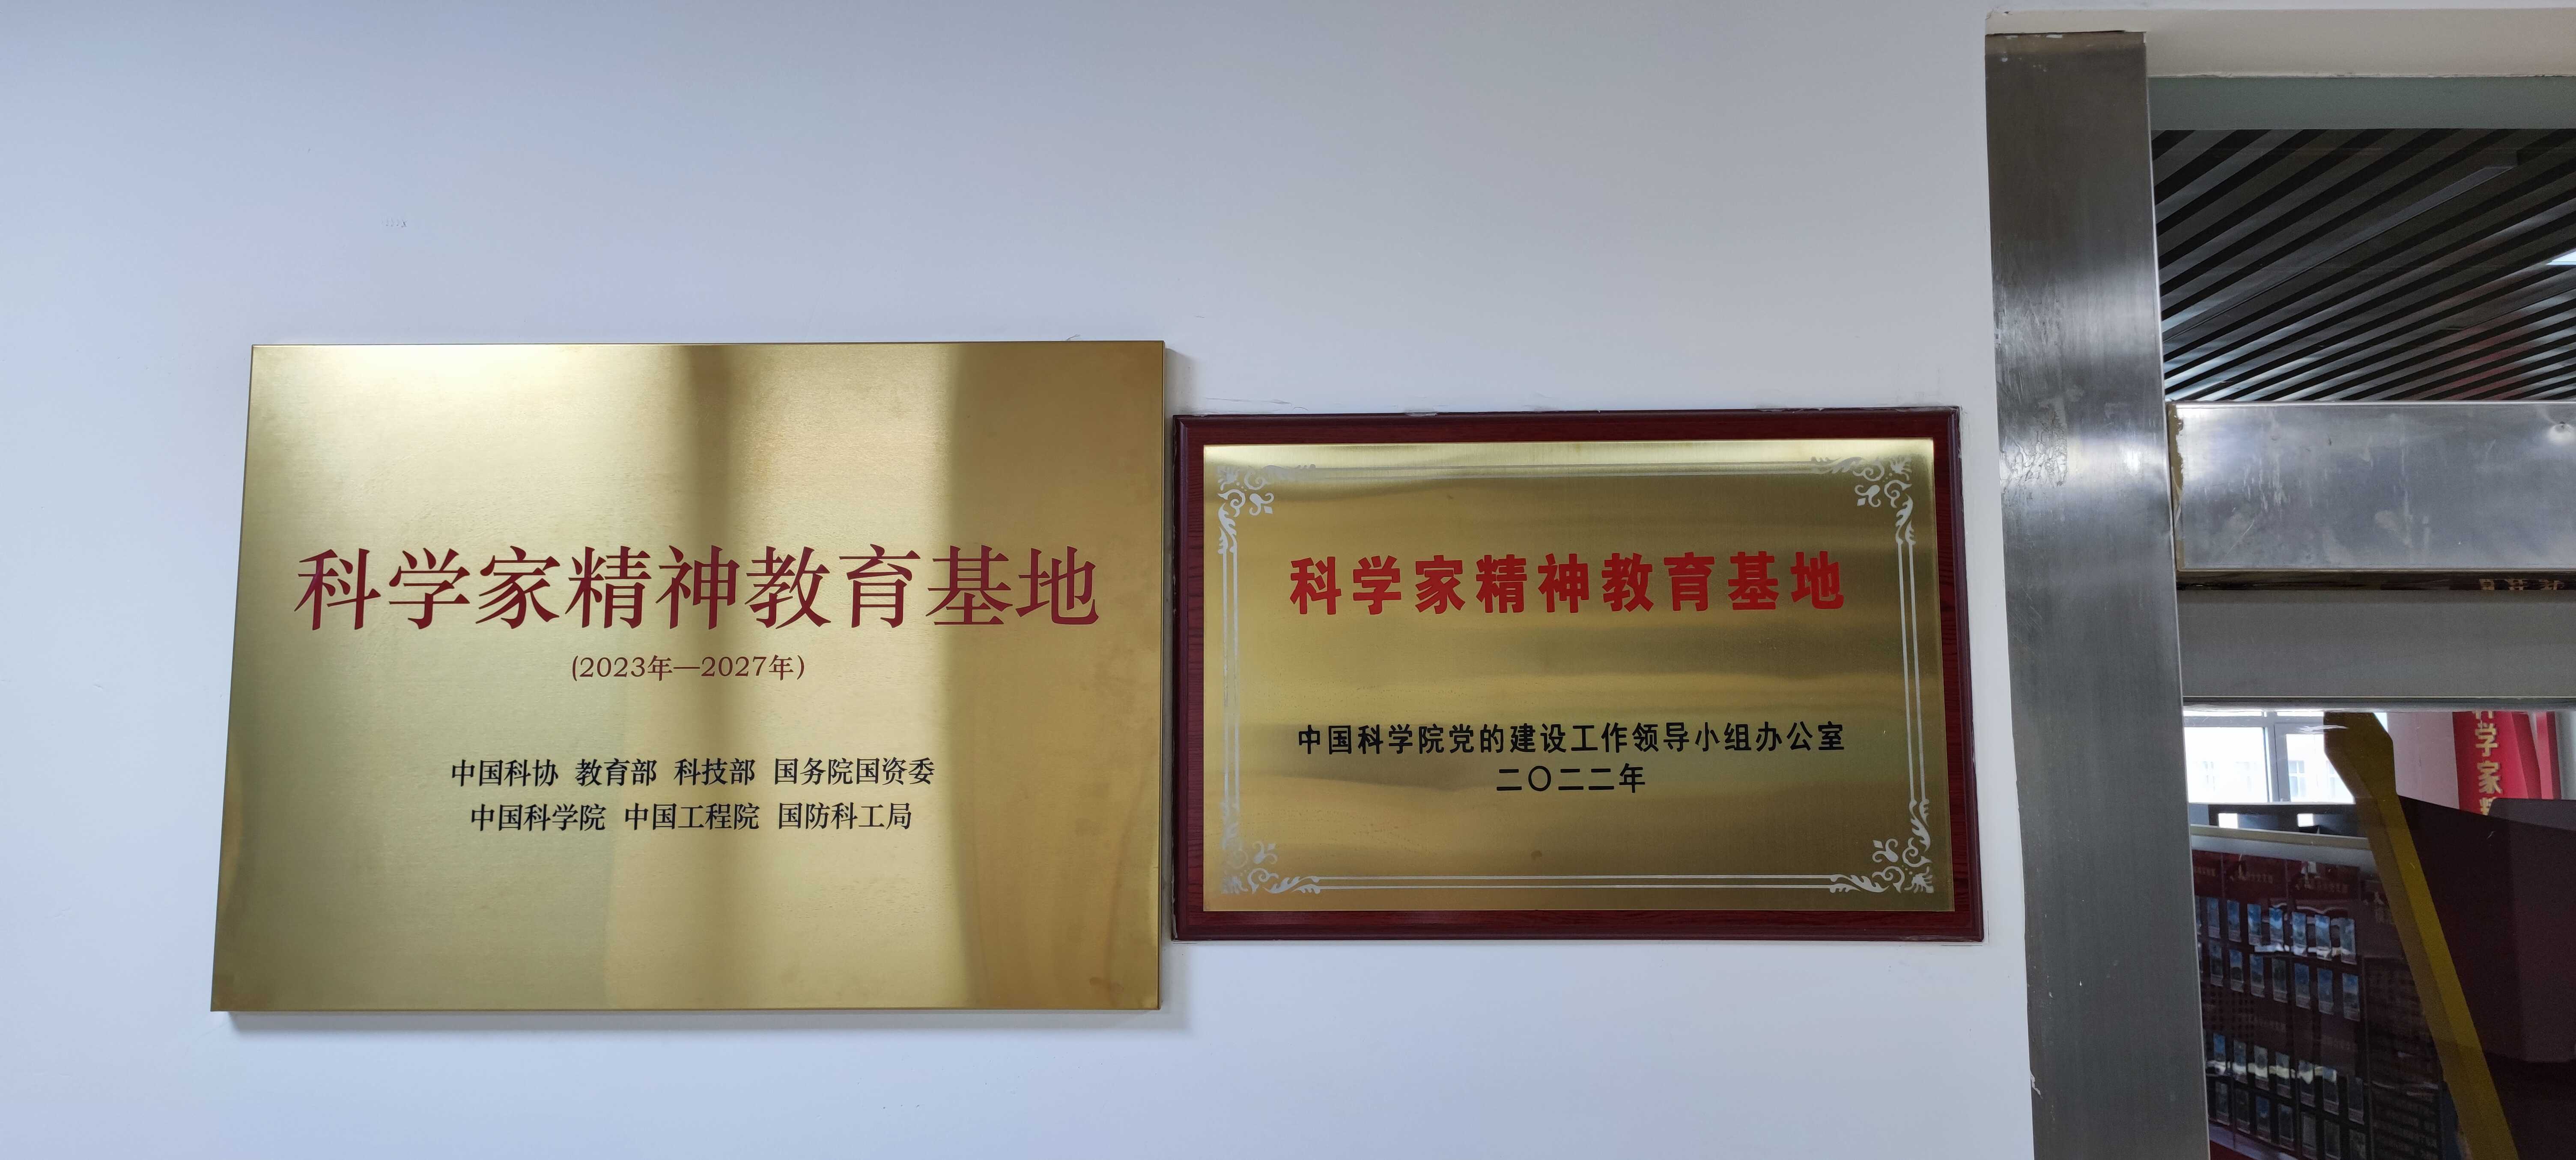 科学家精神教育基地
(2023年—2027年)
中国科协 教育部 科技部 国务院国资委
中国科学院 中国工程院 国防科工局
科学家精神教育基地
中国科学院党的建设工作领导小组办公室
二〇二二年
学家